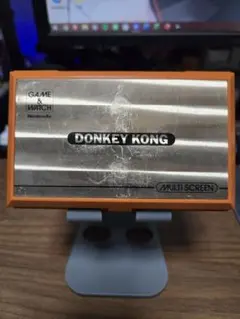 GAME
&
WATCH
Nintendo
DONKEY KONG
MULTI SCREEN